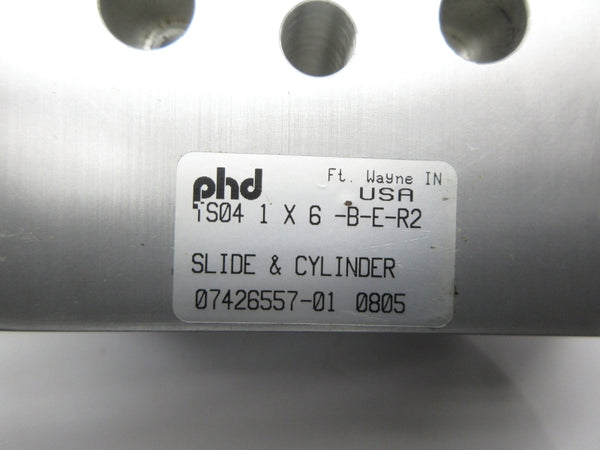 phd Ft. Wayne IN
USA
TS04 1 X 6 -B-E-R2
SLIDE & CYLINDER
07426557-01 0805